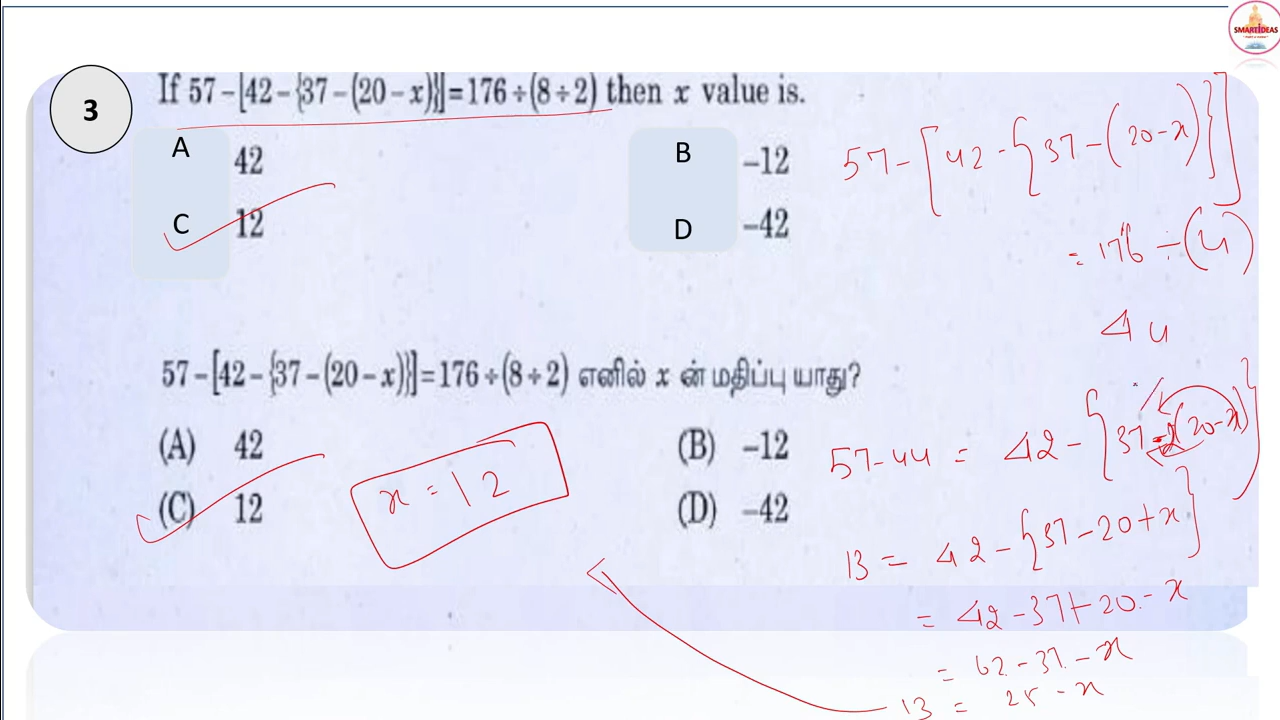 SMART IDEAS
3
If 57 – [42 – {37 – (20 – x)}] = 176 ÷ (8 ÷ 2) then x value is.
A 42
B –12
C 12
D –42
57 – [42 – {37 – (20 – x)}] = 176 ÷ (8 ÷ 2) எனில் x ன் மதிப்பு யாது?
(A) 42
(B) –12
(C) 12
(D) –42
x = 12
57 - [42 - {37 - (20 - x)}]
= 176 ÷ (4)
44
57 - 44 = 42 - {37 - (20 - x)}
13 = 42 - {37 - 20 + x}
= 42 - 37 + 20 - x
= 62 - 37 - x
13 = 25 - x